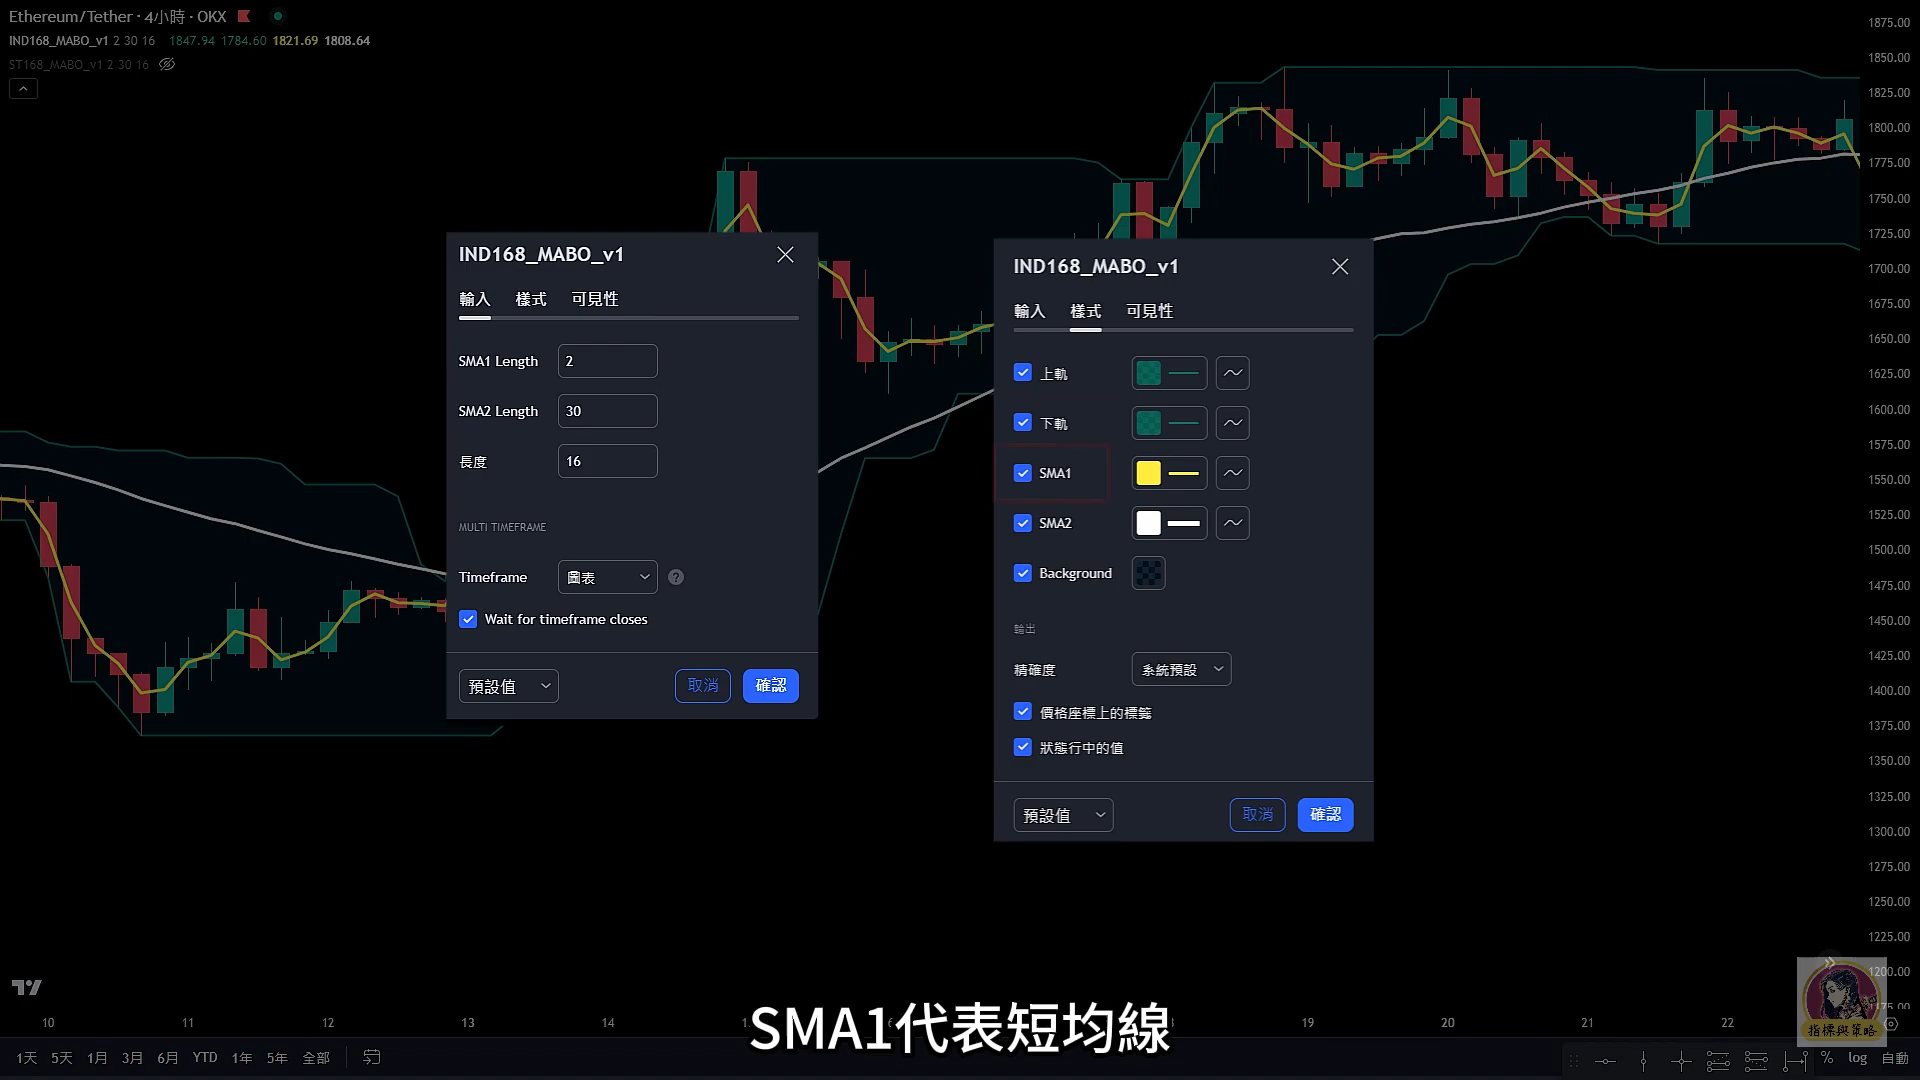 Ethereum/Tether · 4小時 · OKX
IND168_MABO_v1 2 30 16 1847.94 1784.60 1821.69 1808.64
ST168_MABO_v1 2 30 16
1875.00
1850.00
1825.00
1800.00
1775.00
1750.00
1725.00
1700.00
1675.00
1650.00
1625.00
1600.00
1575.00
1550.00
1525.00
1500.00
1475.00
1450.00
1425.00
1400.00
1375.00
1350.00
1325.00
1300.00
1275.00
1250.00
1225.00
1200.00
IND168_MABO_v1
輸入 樣式 可見性
SMA1 Length 2
SMA2 Length 30
長度 16
MULTI TIMEFRAME
Timeframe 圖表
Wait for timeframe closes
預設值 取消 確認
IND168_MABO_v1
輸入 樣式 可見性
上軌
下軌
SMA1
SMA2
Background
輸出
精確度 系統預設
價格座標上的標籤
狀態行中的值
預設值 取消 確認
指標與策略
SMA1代表短均線
10 11 12 13 14 19 20 21 22
1天 5天 1月 3月 6月 YTD 1年 5年 全部
% log 自動